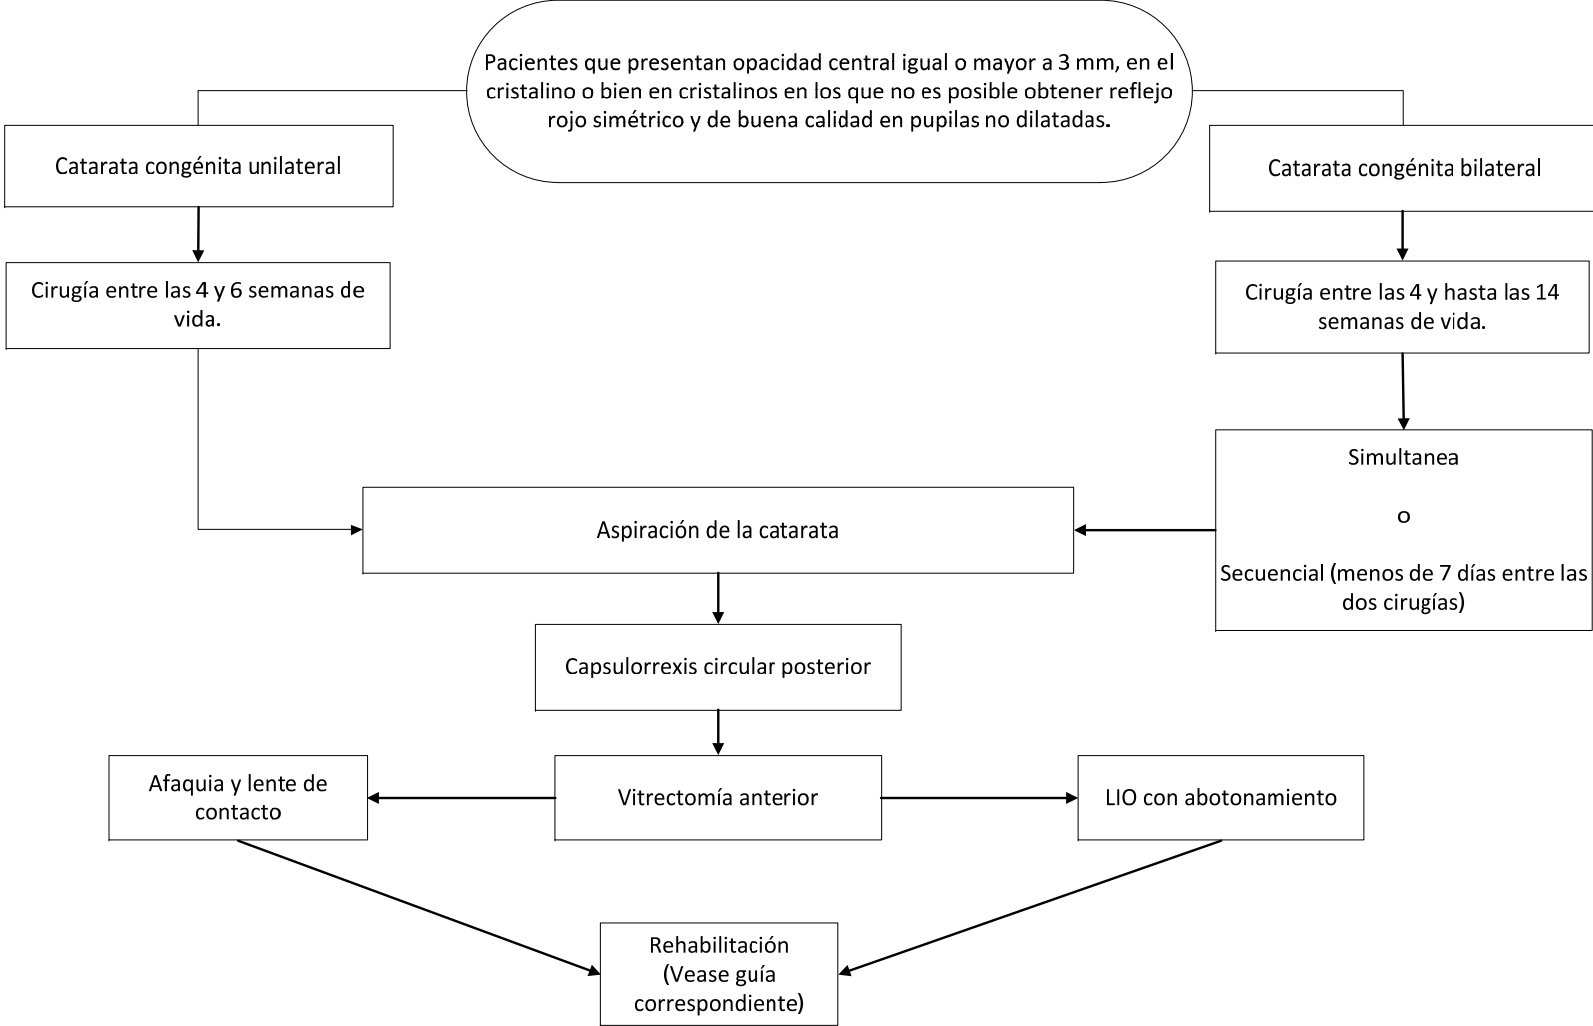 Pacientes que presentan opacidad central igual o mayor a 3 mm, en el
cristalino o bien en cristalinos en los que no es posible obtener reflejo
rojo simétrico y de buena calidad en pupilas no dilatadas.
Catarata congénita unilateral
Catarata congénita bilateral
Cirugía entre las 4 y 6 semanas de
vida.
Cirugía entre las 4 y hasta las 14
semanas de vida.
Simultanea
o
Secuencial (menos de 7 días entre las
dos cirugías)
Aspiración de la catarata
Capsulorrexis circular posterior
Afaquia y lente de
contacto
Vitrectomía anterior
LIO con abotonamiento
Rehabilitación
(Vease guía
correspondiente)